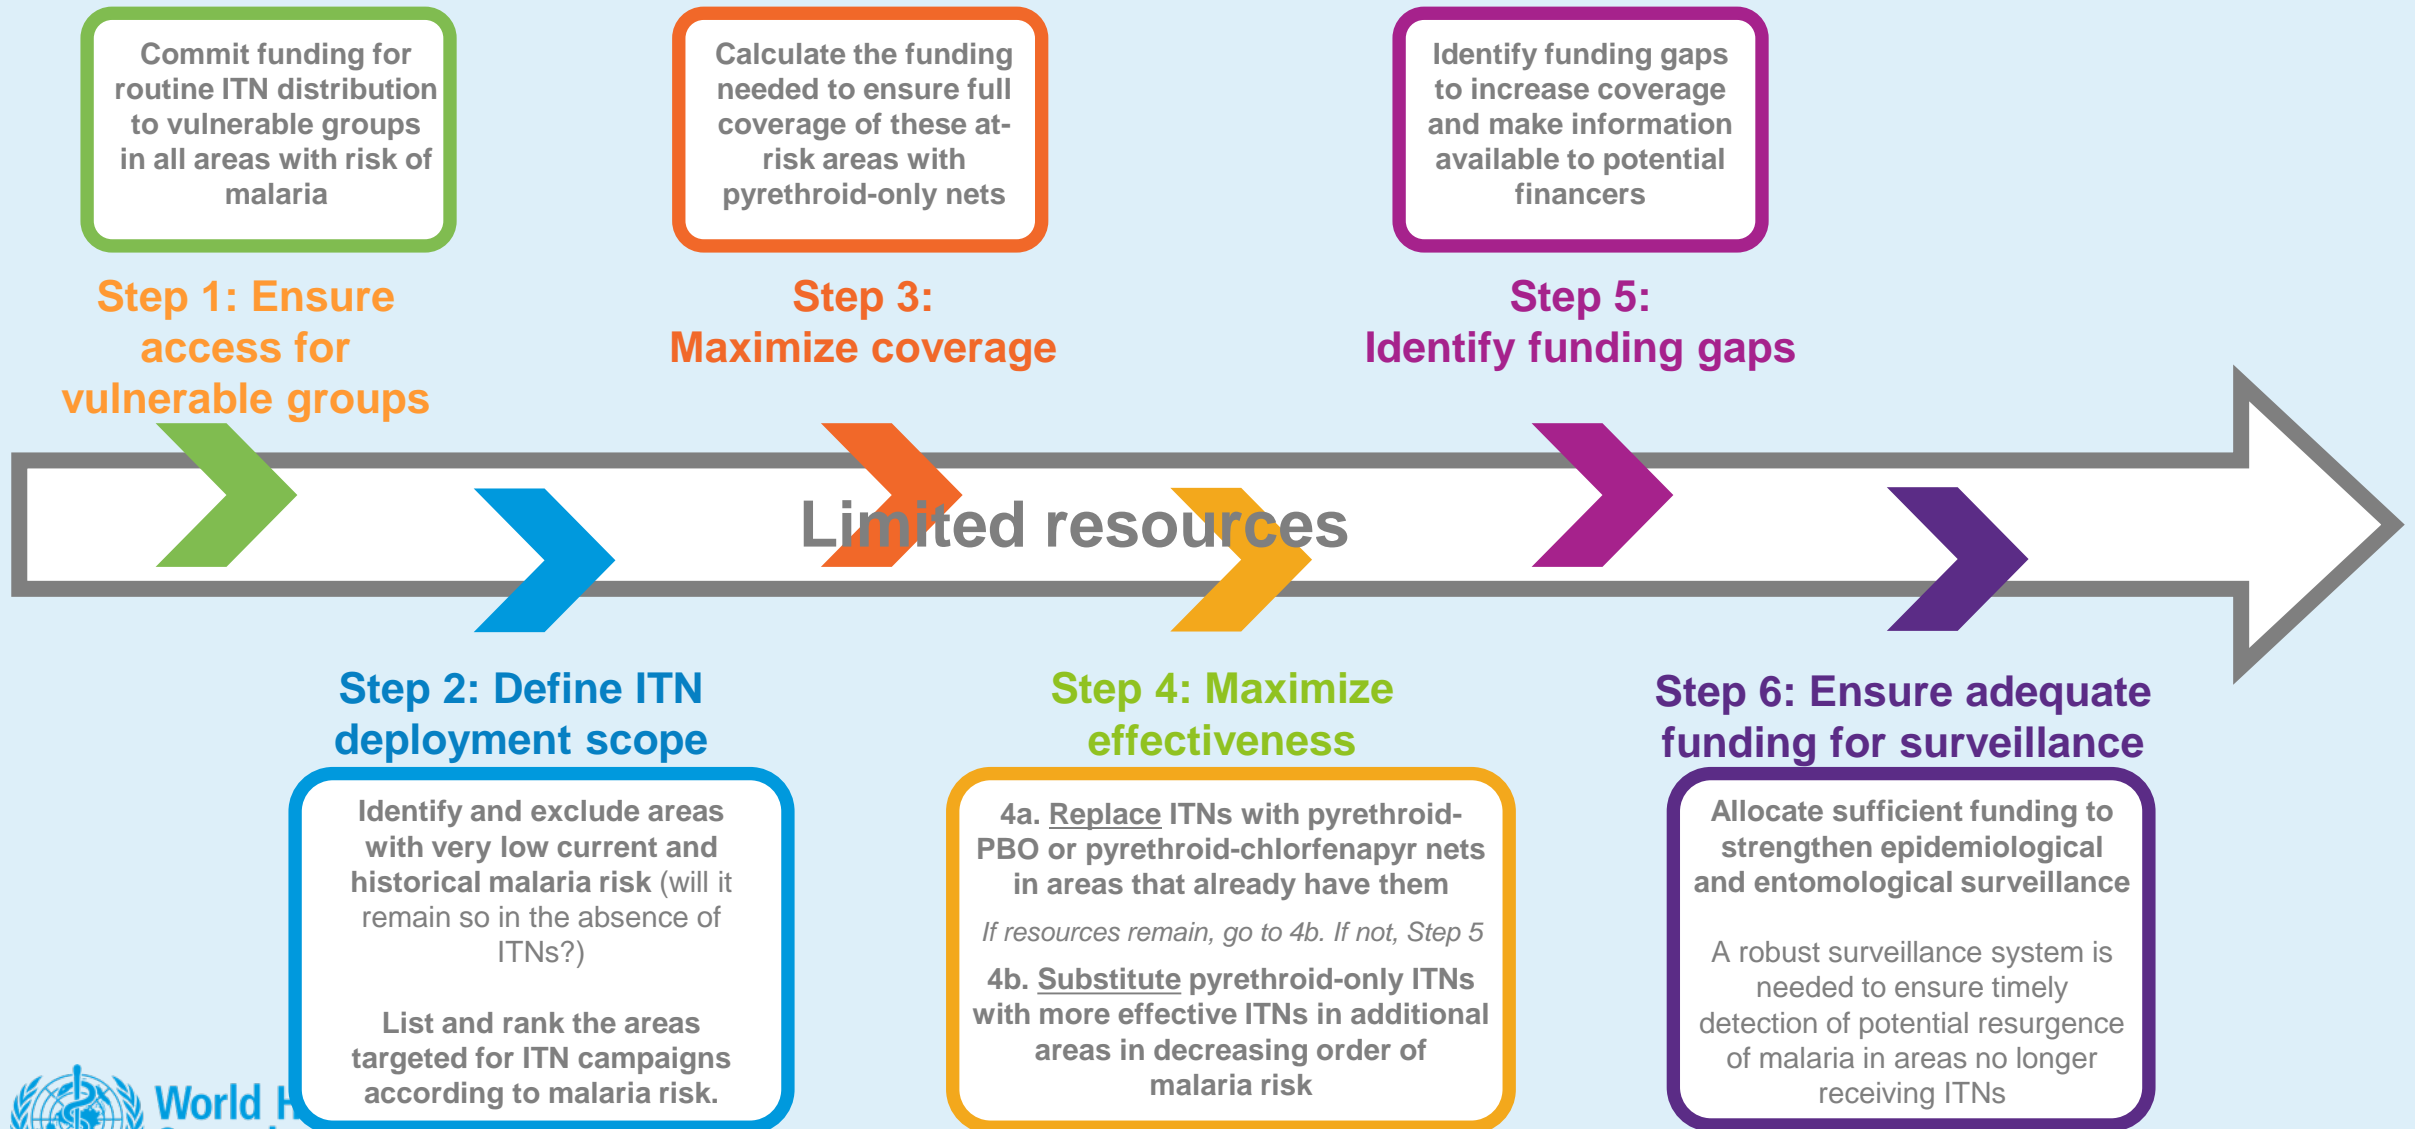 Commit funding for
routine ITN distribution
to vulnerable groups
in all areas with risk of
malaria
Step 1: Ensure
access for
vulnerable groups
Calculate the funding
needed to ensure full
coverage of these at-
risk areas with
pyrethroid-only nets
Step 3:
Maximize coverage
Identify funding gaps
to increase coverage
and make information
available to potential
financers
Step 5:
Identify funding gaps
Limited resources
Step 2: Define ITN
deployment scope
Identify and exclude areas
with very low current and
historical malaria risk (will it
remain so in the absence of
ITNs?)
List and rank the areas
targeted for ITN campaigns
according to malaria risk.
Step 4: Maximize
effectiveness
4a. Replace ITNs with pyrethroid-
PBO or pyrethroid-chlorfenapyr nets
in areas that already have them
If resources remain, go to 4b. If not, Step 5
4b. Substitute pyrethroid-only ITNs
with more effective ITNs in additional
areas in decreasing order of
malaria risk
Step 6: Ensure adequate
funding for surveillance
Allocate sufficient funding to
strengthen epidemiological
and entomological surveillance
A robust surveillance system is
needed to ensure timely
detection of potential resurgence
of malaria in areas no longer
receiving ITNs
World